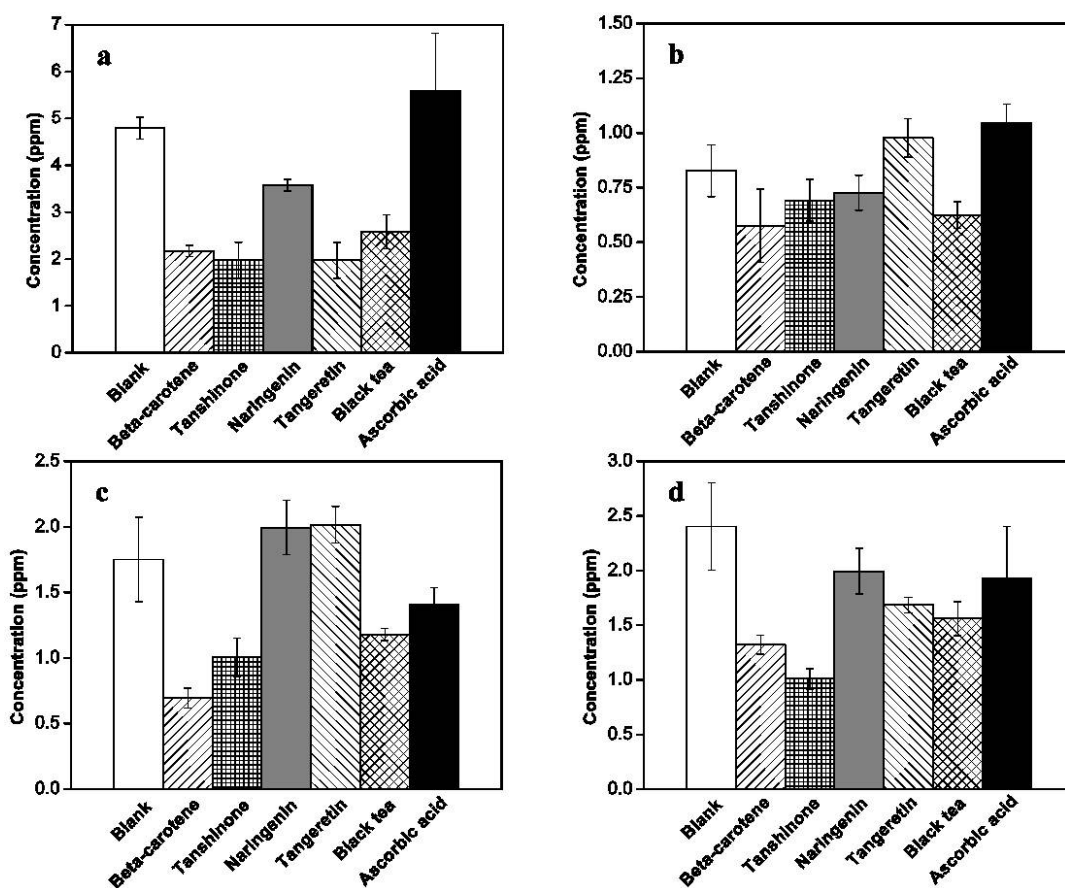 a
Concentration (ppm)
7
6
5
4
3
2
1
0
Blank
Beta-carotene
Tanshinone
Naringenin
Tangeretin
Black tea
Ascorbic acid
b
Concentration (ppm)
1.50
1.25
1.00
0.75
0.50
0.25
0.00
Blank
Beta-carotene
Tanshinone
Naringenin
Tangeretin
Black tea
Ascorbic acid
c
Concentration (ppm)
2.5
2.0
1.5
1.0
0.5
0.0
Blank
Beta-carotene
Tanshinone
Naringenin
Tangeretin
Black tea
Ascorbic acid
d
Concentration (ppm)
3.0
2.5
2.0
1.5
1.0
0.5
0.0
Blank
Beta-carotene
Tanshinone
Naringenin
Tangeretin
Black tea
Ascorbic acid